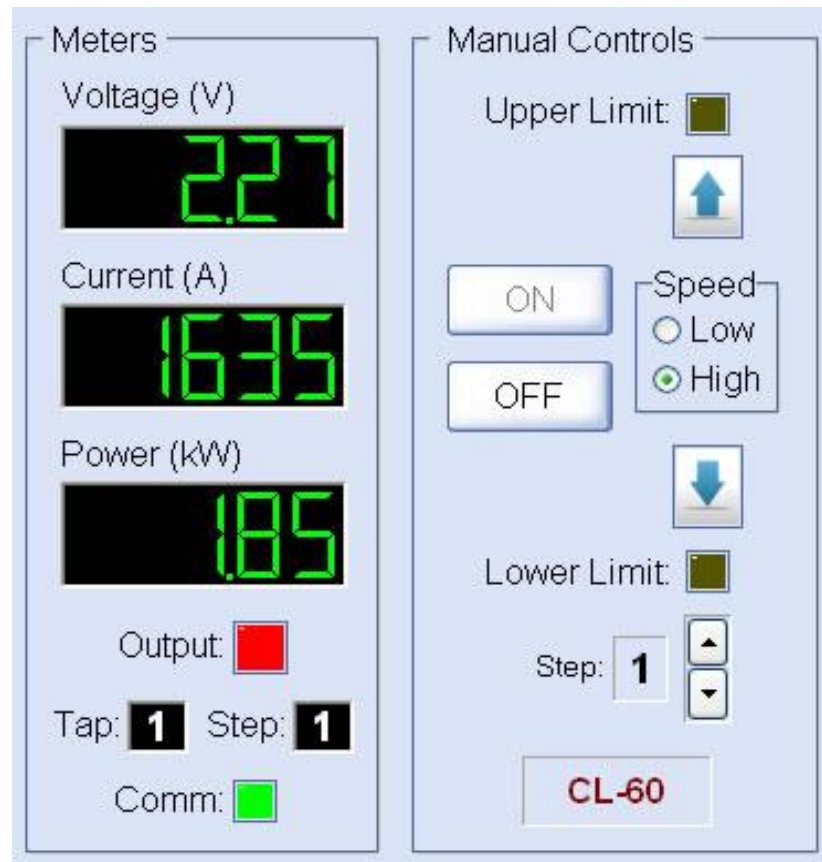 Meters
Voltage (V)
2.27
Current (A)
1635
Power (kW)
1.85
Output:
Tap: 1 Step: 1
Comm:
Manual Controls
Upper Limit:
ON
OFF
Speed
Low
High
Lower Limit:
Step: 1
CL-60